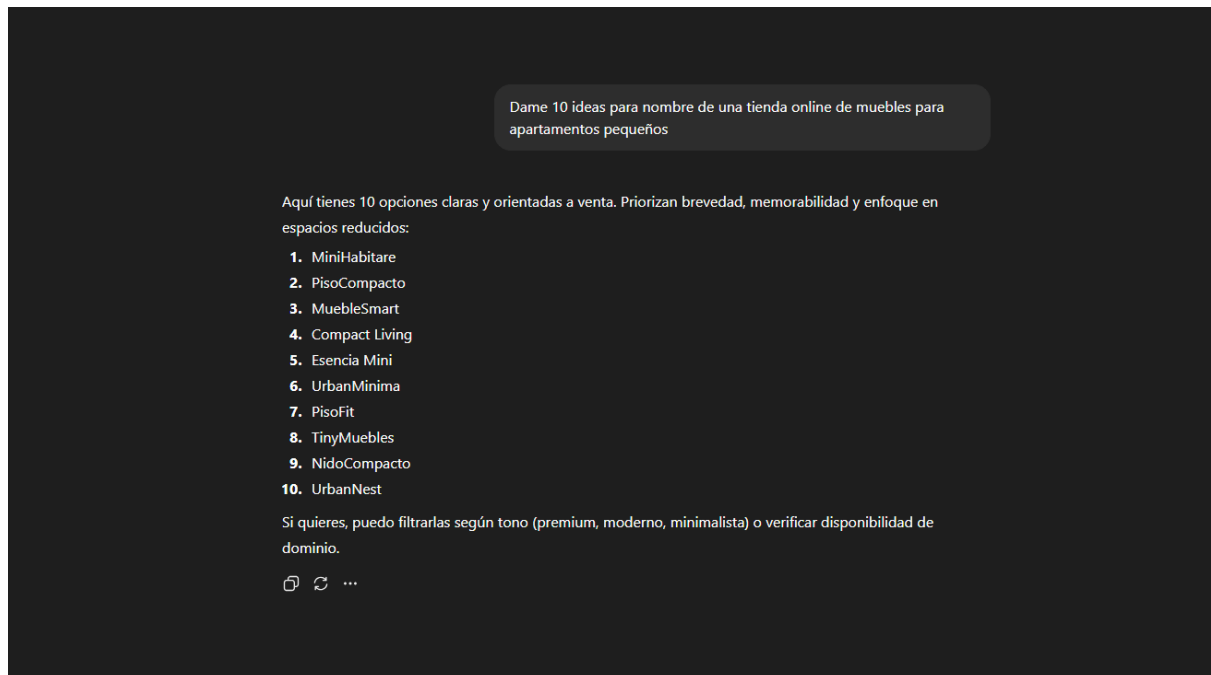 Dame 10 ideas para nombre de una tienda online de muebles para
apartamentos pequeños
Aquí tienes 10 opciones claras y orientadas a venta. Priorizan brevedad, memorabilidad y enfoque en
espacios reducidos:
1. MiniHabitare
2. PisoCompacto
3. MuebleSmart
4. Compact Living
5. Esencia Mini
6. UrbanMinima
7. PisoFit
8. TinyMuebles
9. NidoCompacto
10. UrbanNest
Si quieres, puedo filtrarlas según tono (premium, moderno, minimalista) o verificar disponibilidad de
dominio.